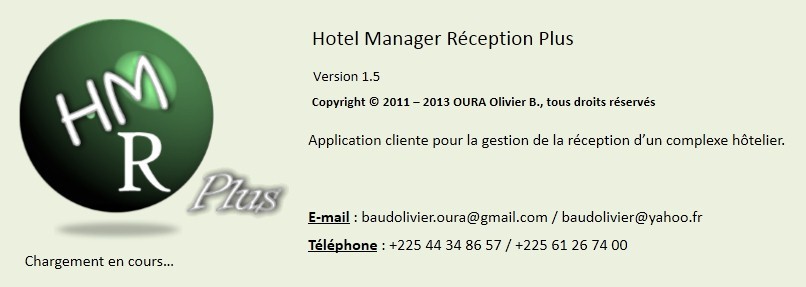 HM
R
Plus
Hotel Manager Réception Plus
Version 1.5
Copyright © 2011 – 2013 OURA Olivier B., tous droits réservés
Application cliente pour la gestion de la réception d’un complexe hôtelier.
E-mail : baudolivier.oura@gmail.com / baudolivier@yahoo.fr
Téléphone : +225 44 34 86 57 / +225 61 26 74 00
Chargement en cours...